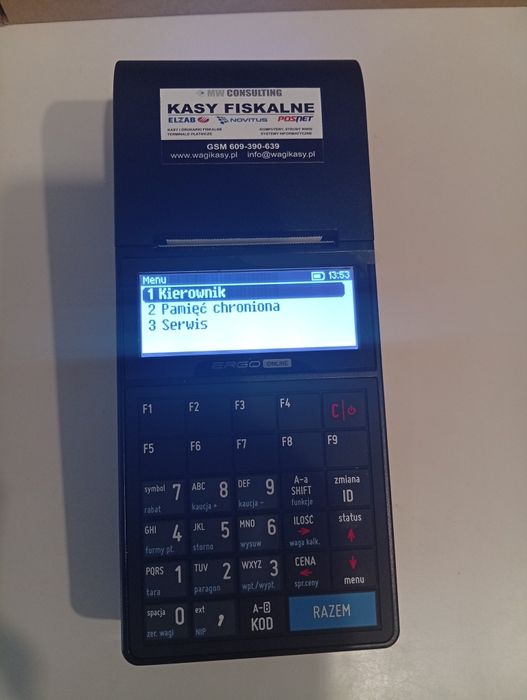 MW CONSULTING
KASY FISKALNE
ELZAB NOVITUS POSNET
KASY I DRUKARKI FISKALNE KOMPUTERY, STRONY WWW
TERMINALE PŁATNICZE SYSTEMY INFORMATYCZNE
GSM 609-390-639
www.wagikasy.pl info@wagikasy.pl
Menu 13:53
1 Kierownik
2 Pamięć chroniona
3 Serwis
ERGO ONLINE
F1 F2 F3 F4 C
F5 F6 F7 F8 F9
symbol 7 ABC 8 DEF 9 A-a SHIFT zmiana ID
rabat kaucja + kaucja - funkcje
GHI 4 JKL 5 MNO 6 ILOŚĆ status
formy pł. storno wysuw waga kalk.
PQRS 1 TUV 2 WXYZ 3 CENA
tara paragon wpł./wypł. spr.ceny menu
spacja 0 ext , A-B KOD RAZEM
zer. wagi NIP